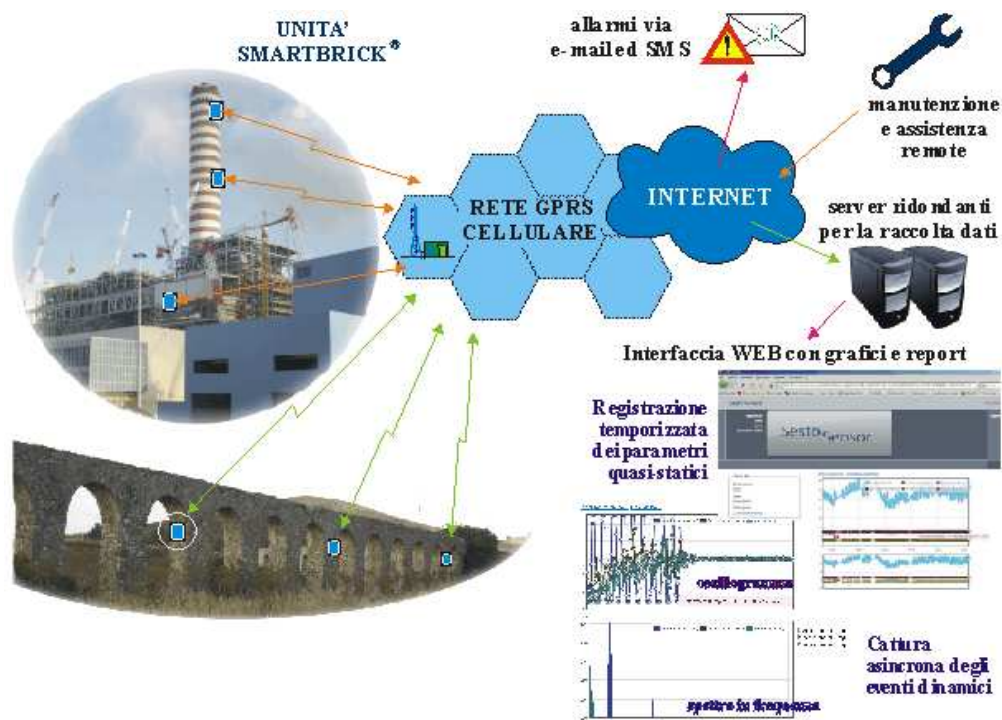 UNITA'
SMARTBRICK®
allarmi via
e-mail ed SMS
manutenzione
e assistenza
remote
RETE GPRS
CELLULARE
INTERNET
server ridondanti
per la raccolta dati
Interfaccia WEB con grafici e report
Registrazione
temporizzata
dei parametri
quasi-statici
sesto sensor
oscillogramma
Cattura
asincrona degli
eventi dinamici
spettro in frequenza